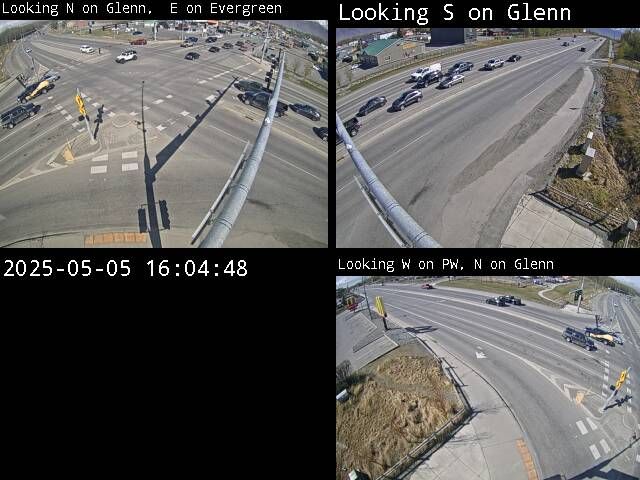 Looking N on Glenn, E on Evergreen
Looking S on Glenn
2025-05-05 16:04:48
Looking W on PW, N on Glenn